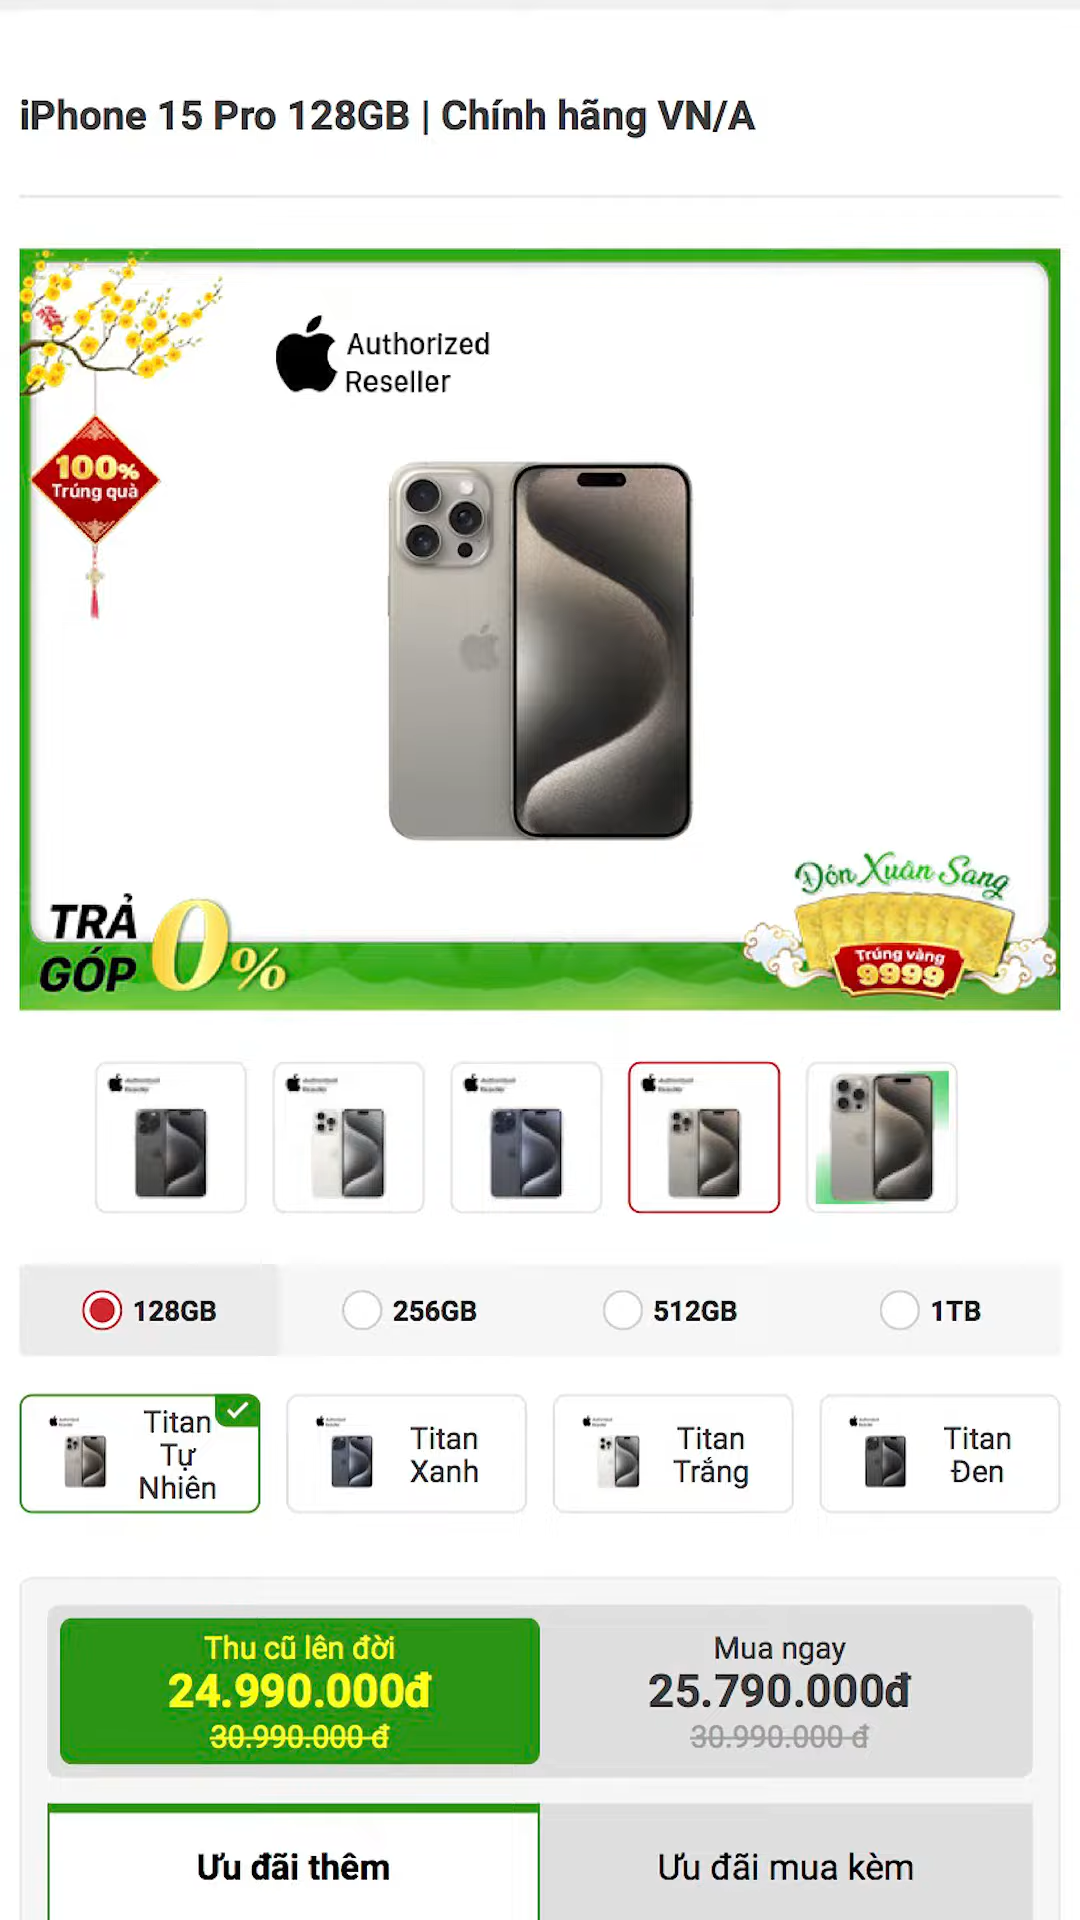 iPhone 15 Pro 128GB | Chính hãng VN/A
Authorized
Reseller
100%
Trúng quà
TRẢ
GÓP 0%
Đón Xuân Sang
Trúng vàng
9999
128GB
256GB
512GB
1TB
Titan
Tự
Nhiên
Titan
Xanh
Titan
Trắng
Titan
Đen
Thu cũ lên đời
24.990.000đ
30.990.000 đ
Mua ngay
25.790.000đ
30.990.000 đ
Ưu đãi thêm
Ưu đãi mua kèm